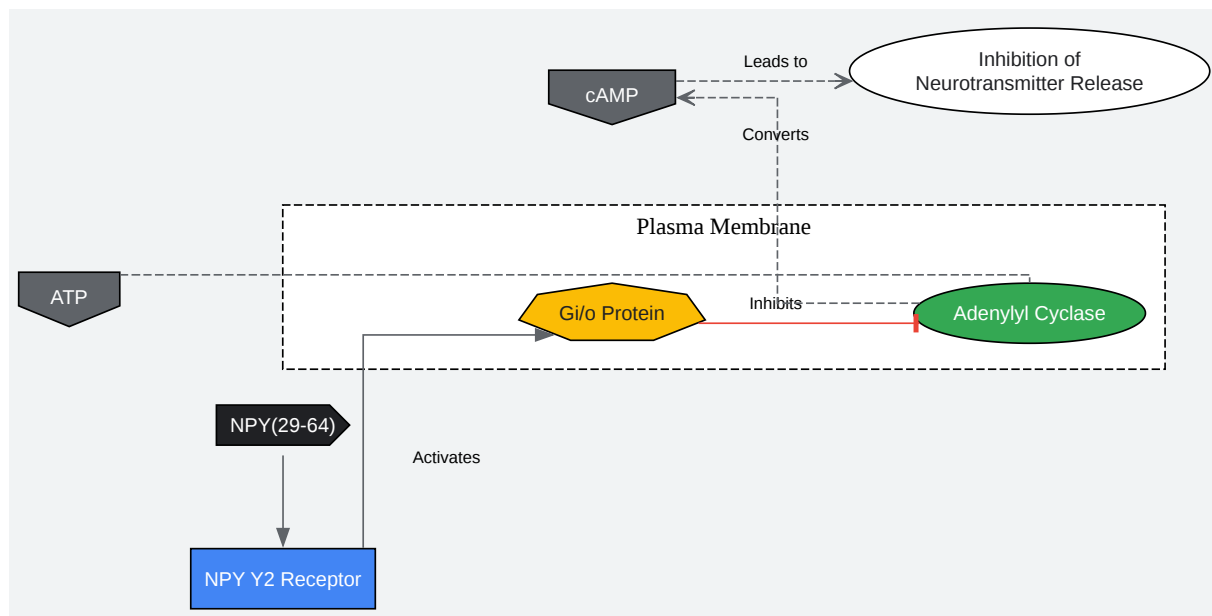 Inhibition of
Neurotransmitter Release
Leads to
cAMP
Converts
Plasma Membrane
ATP
Gi/o Protein
Inhibits
Adenylyl Cyclase
NPY(29-64)
Activates
NPY Y2 Receptor